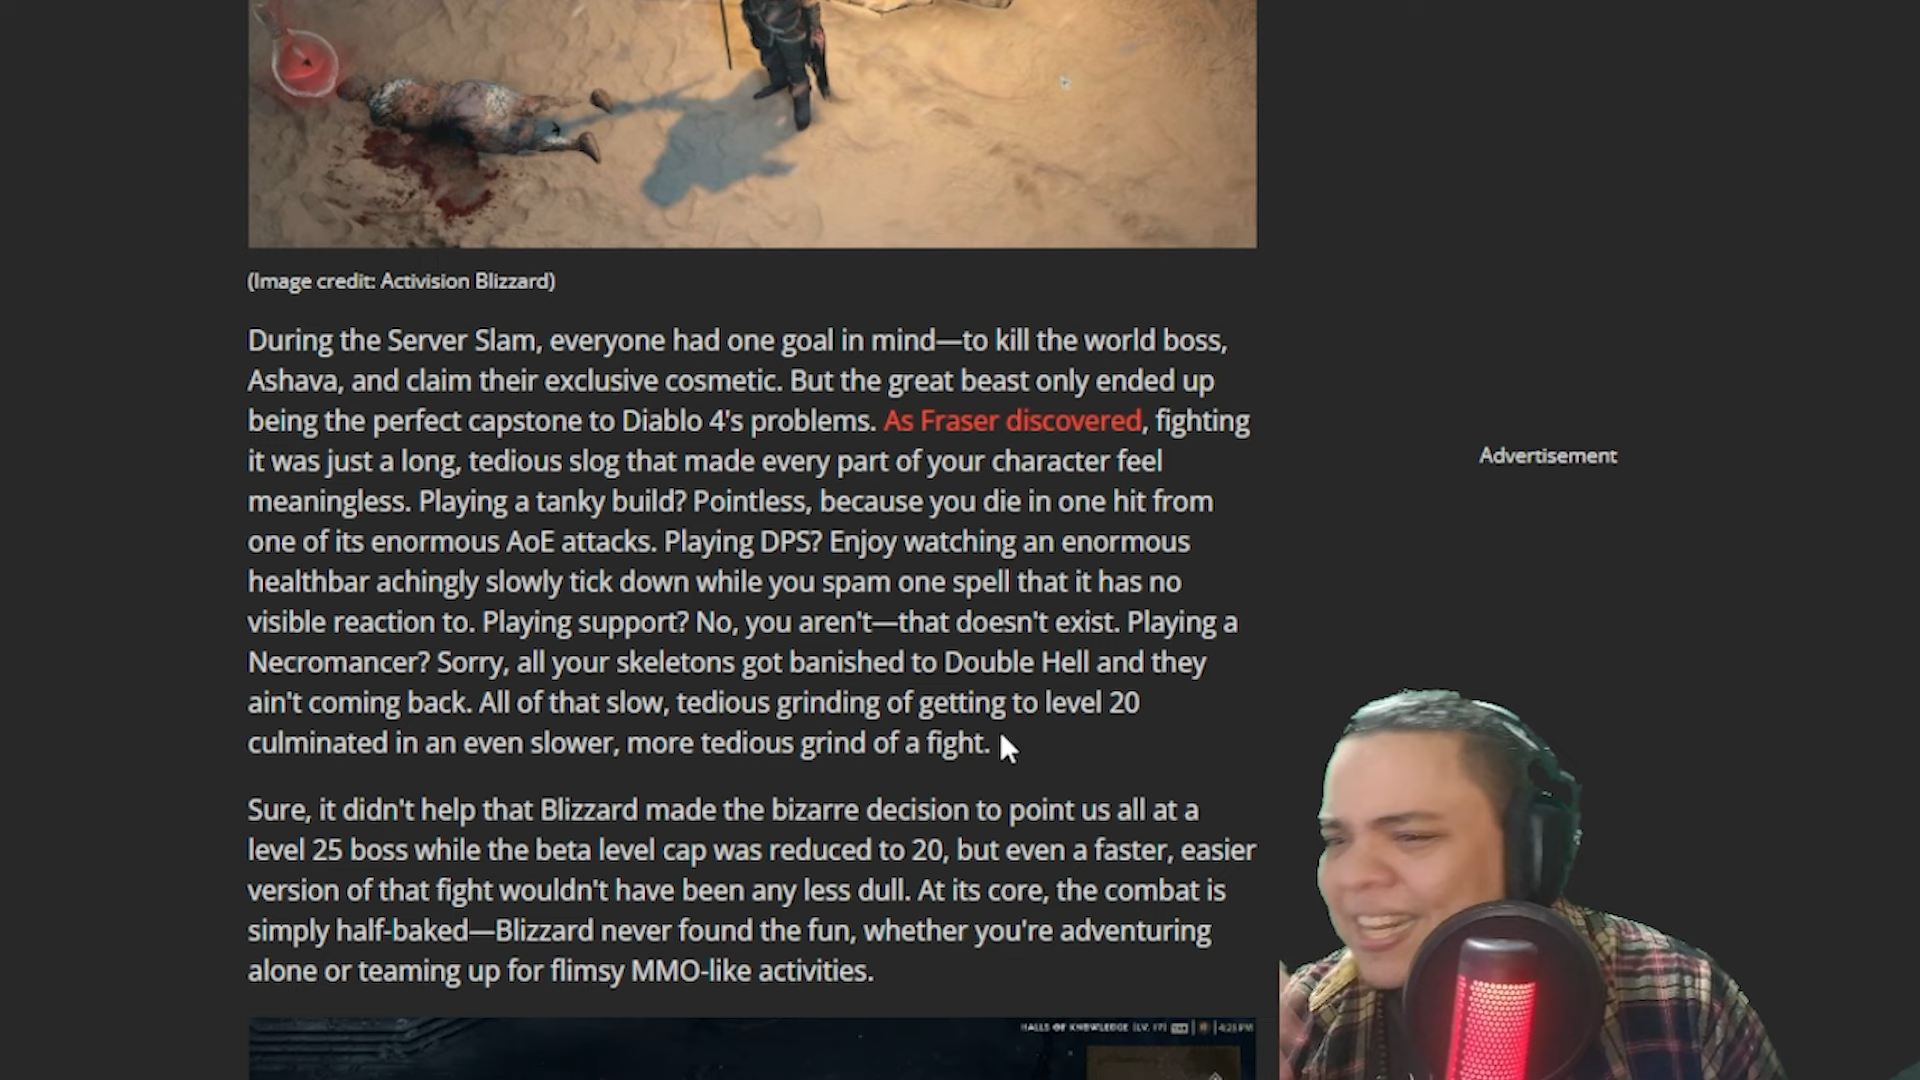 (Image credit: Activision Blizzard)
During the Server Slam, everyone had one goal in mind—to kill the world boss,
Ashava, and claim their exclusive cosmetic. But the great beast only ended up
being the perfect capstone to Diablo 4's problems. As Fraser discovered, fighting
it was just a long, tedious slog that made every part of your character feel
meaningless. Playing a tanky build? Pointless, because you die in one hit from
one of its enormous AoE attacks. Playing DPS? Enjoy watching an enormous
healthbar achingly slowly tick down while you spam one spell that it has no
visible reaction to. Playing support? No, you aren't—that doesn't exist. Playing a
Necromancer? Sorry, all your skeletons got banished to Double Hell and they
ain't coming back. All of that slow, tedious grinding of getting to level 20
culminated in an even slower, more tedious grind of a fight.
Sure, it didn't help that Blizzard made the bizarre decision to point us all at a
level 25 boss while the beta level cap was reduced to 20, but even a faster, easier
version of that fight wouldn't have been any less dull. At its core, the combat is
simply half-baked—Blizzard never found the fun, whether you're adventuring
alone or teaming up for flimsy MMO-like activities.
Advertisement
HALLS OF KNOWLEDGE (LV. 17) 4:25 PM